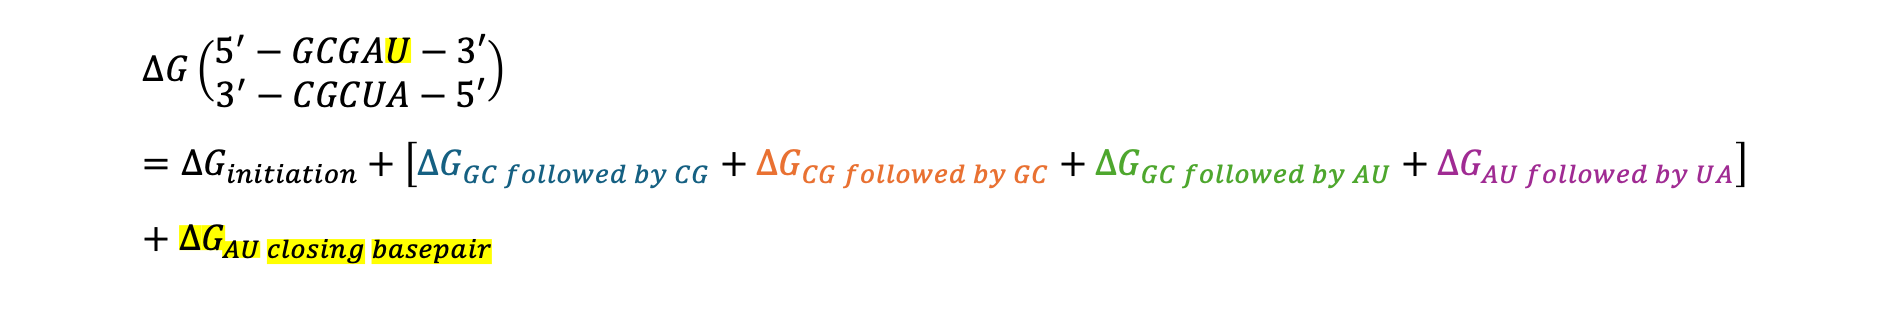 ΔG (5′ − GCGAU − 3′
3′ − CGCUA − 5′)
= ΔG_initiation + [ΔG_GC followed by CG + ΔG_CG followed by GC + ΔG_GC followed by AU + ΔG_AU followed by UA]
+ ΔG_AU closing basepair